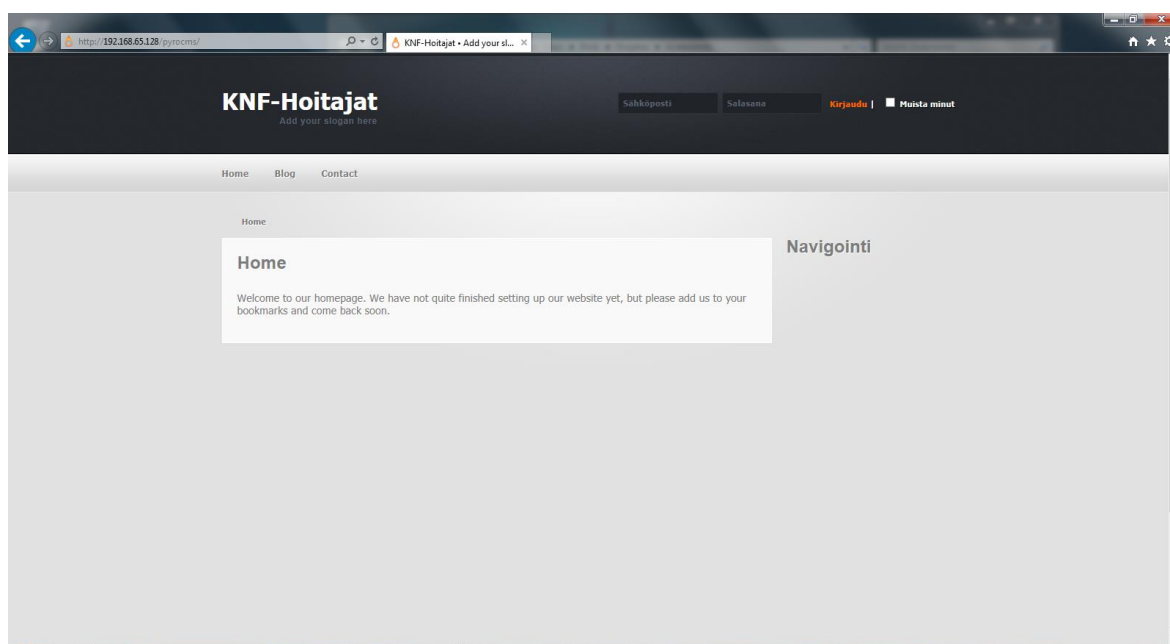 http://192.168.65.128/pyrocms/
KNF-Hoitajat • Add your sl...
KNF-Hoitajat
Add your slogan here
Sähköposti Salasana Kirjaudu | Muista minut
Home Blog Contact
Home
Home
Welcome to our homepage. We have not quite finished setting up our website yet, but please add us to your
bookmarks and come back soon.
Navigointi